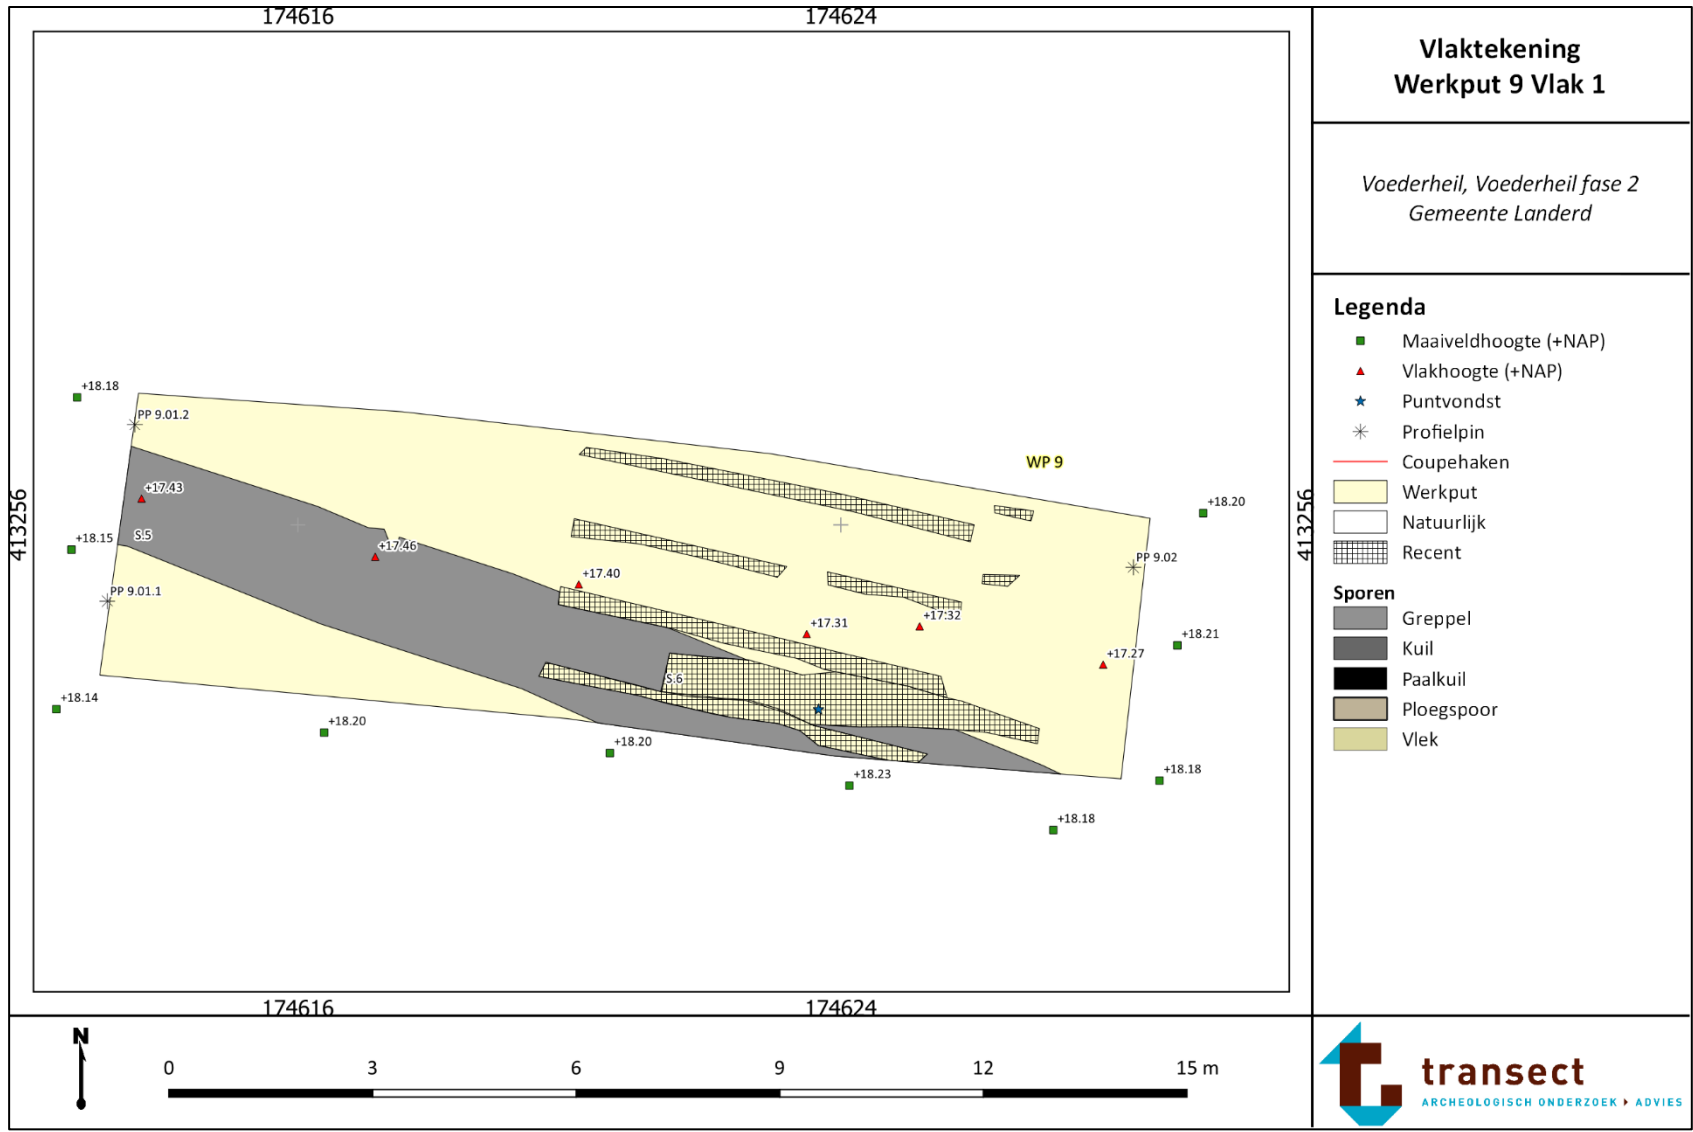 174616
174624
413256
413256
+18.18
PP 9.01.2
WP 9
+17.43
+18.20
S.5
+18.15
+17.46
PP 9.02
+17.40
PP 9.01.1
+17.31
+17.32
+18.21
+17.27
S.6
+18.14
+18.20
+18.20
+18.23
+18.18
+18.18
174616
174624
N
0
3
6
9
12
15 m
Vlaktekening
Werkput 9 Vlak 1
Voederheil, Voederheil fase 2
Gemeente Landerd
Legenda
Maaiveldhoogte (+NAP)
Vlakhoogte (+NAP)
Puntvondst
Profielpin
Coupehaken
Werkput
Natuurlijk
Recent
Sporen
Greppel
Kuil
Paalkuil
Ploegspoor
Vlek
transect
ARCHEOLOGISCH ONDERZOEK ADVIES